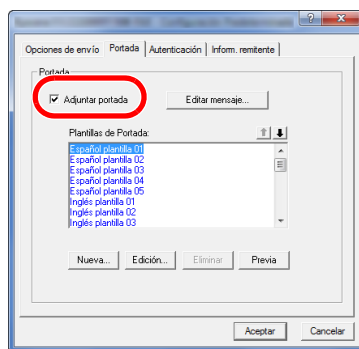 Opciones de envío Portada Autenticación Inform. remitente
Portada
Adjuntar portada Editar mensaje...
Plantillas de Portada:
Español plantilla 01
Español plantilla 02
Español plantilla 03
Español plantilla 04
Español plantilla 05
Inglés plantilla 01
Inglés plantilla 02
Inglés plantilla 03
Nueva... Edición... Eliminar Previa
Aceptar Cancelar